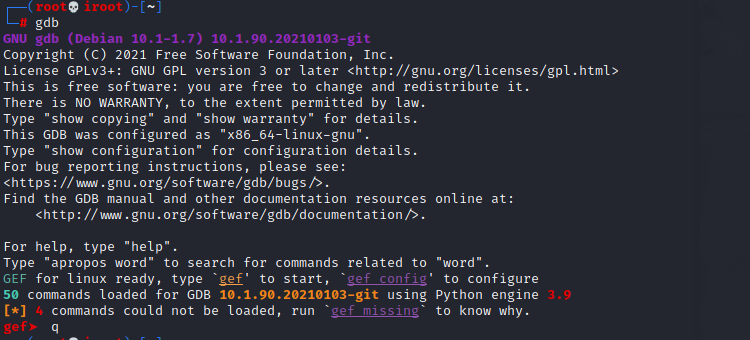 ┌──(root💀iroot)-[~]
└─# gdb
GNU gdb (Debian 10.1-1.7) 10.1.90.20210103-git
Copyright (C) 2021 Free Software Foundation, Inc.
License GPLv3+: GNU GPL version 3 or later <http://gnu.org/licenses/gpl.html>
This is free software: you are free to change and redistribute it.
There is NO WARRANTY, to the extent permitted by law.
Type "show copying" and "show warranty" for details.
This GDB was configured as "x86_64-linux-gnu".
Type "show configuration" for configuration details.
For bug reporting instructions, please see:
<https://www.gnu.org/software/gdb/bugs/>.
Find the GDB manual and other documentation resources online at:
    <http://www.gnu.org/software/gdb/documentation/>.

For help, type "help".
Type "apropos word" to search for commands related to "word".
GEF for linux ready, type `gef' to start, `gef config' to configure
50 commands loaded for GDB 10.1.90.20210103-git using Python engine 3.9
[*] 4 commands could not be loaded, run `gef missing` to know why.
gef➤  q
┌──(root💀iroot)-[~]